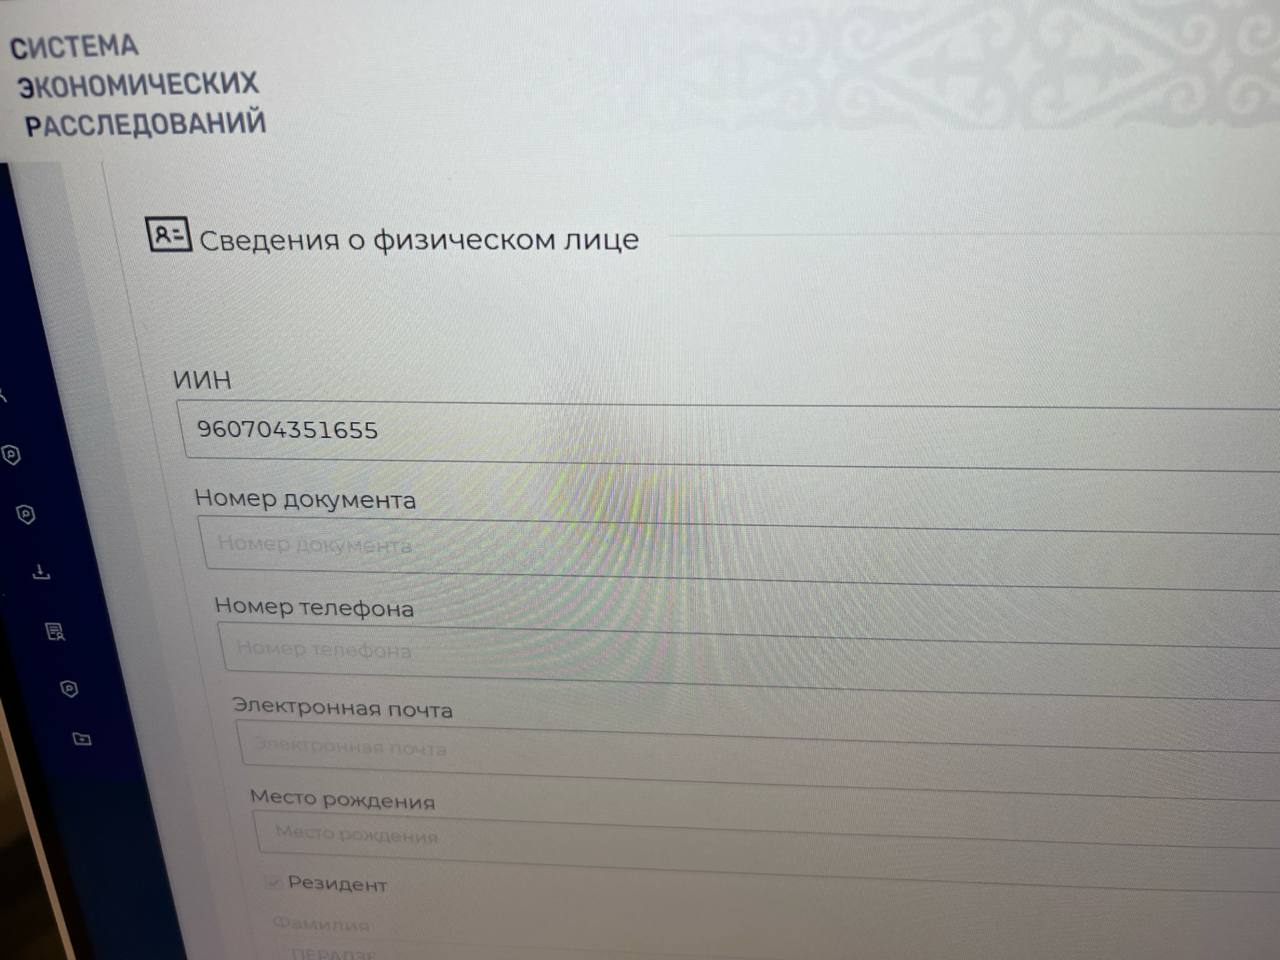 СИСТЕМА
ЭКОНОМИЧЕСКИХ
РАССЛЕДОВАНИЙ
Сведения о физическом лице
ИИН
960704351655
Номер документа
Номер документа
Номер телефона
Номер телефона
Электронная почта
Электронная почта
Место рождения
Место рождения
Резидент
Фамилия